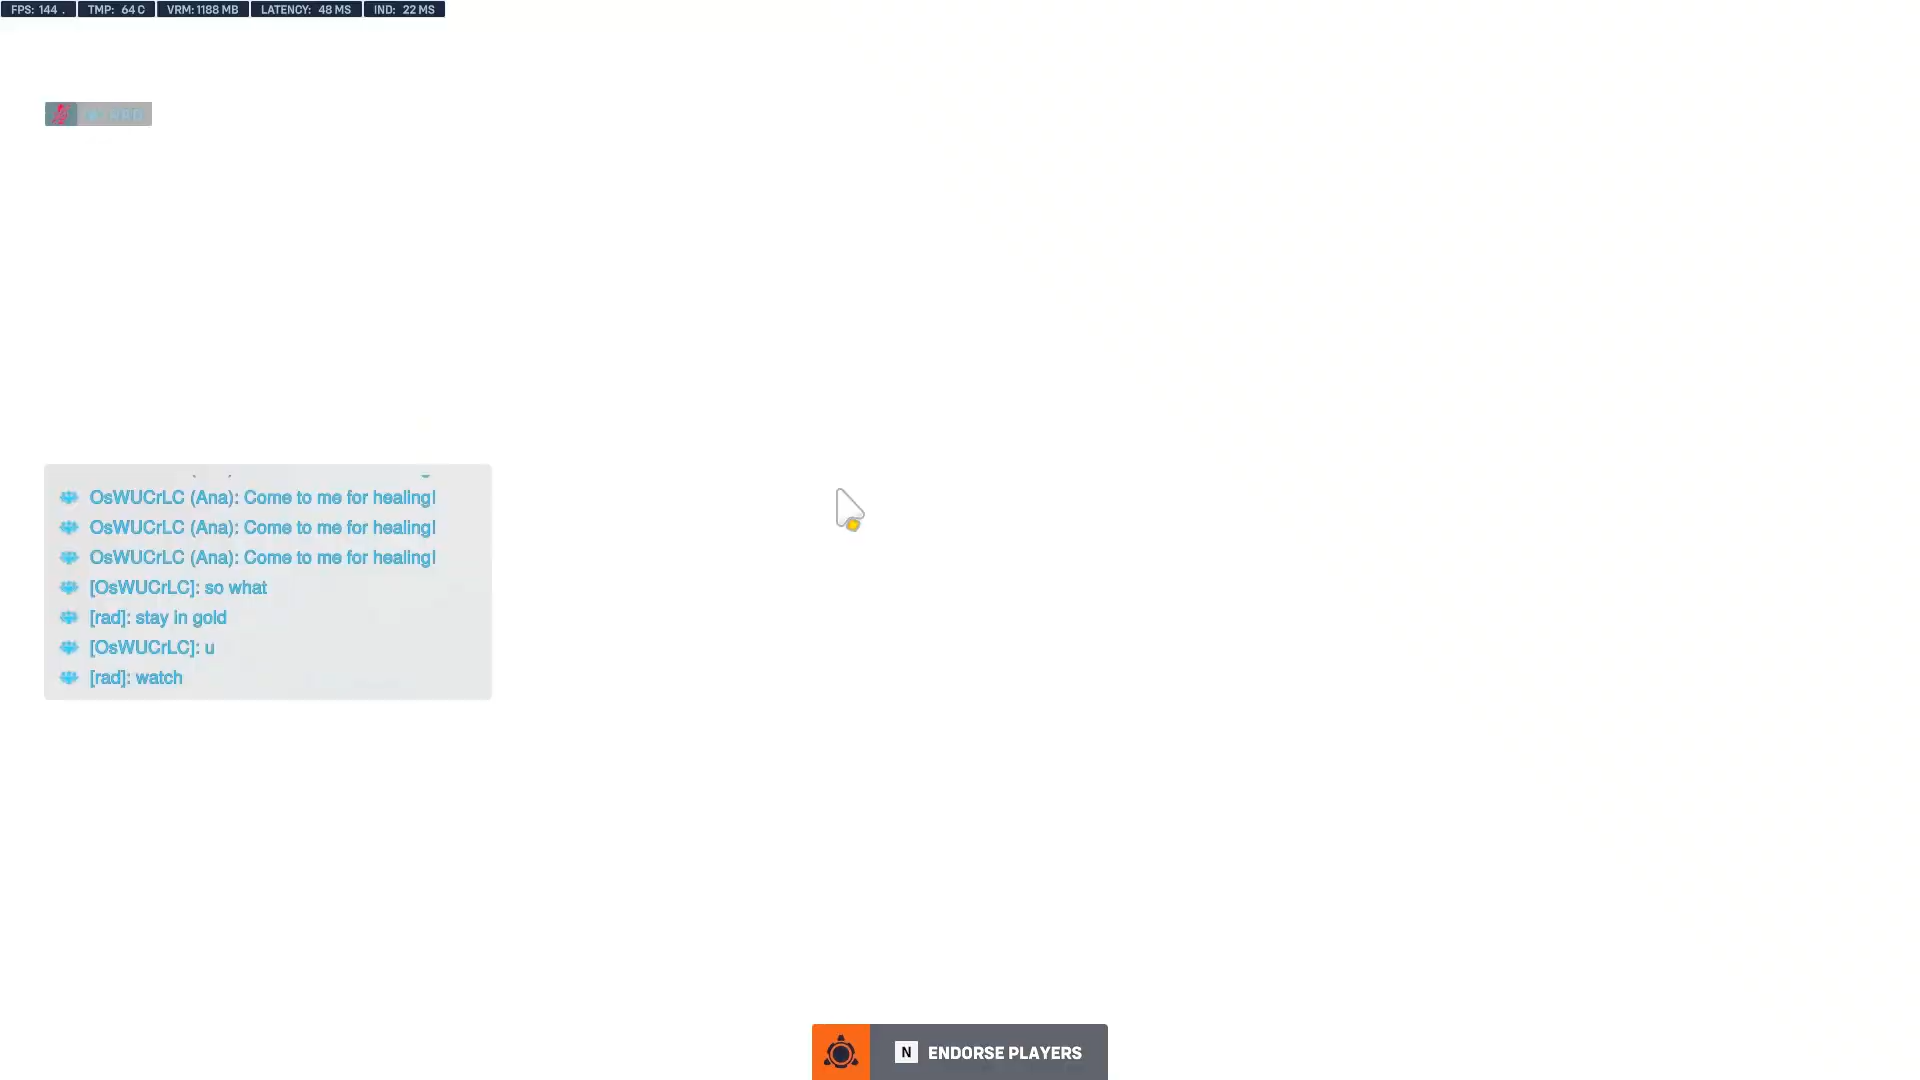 FPS: 144 . TMP: 64 C VRM: 1188 MB LATENCY: 48 MS IND: 22 MS
OsWUCrLC (Ana): Come to me for healing!
OsWUCrLC (Ana): Come to me for healing!
OsWUCrLC (Ana): Come to me for healing!
[OsWUCrLC]: so what
[rad]: stay in gold
[OsWUCrLC]: u
[rad]: watch
N ENDORSE PLAYERS